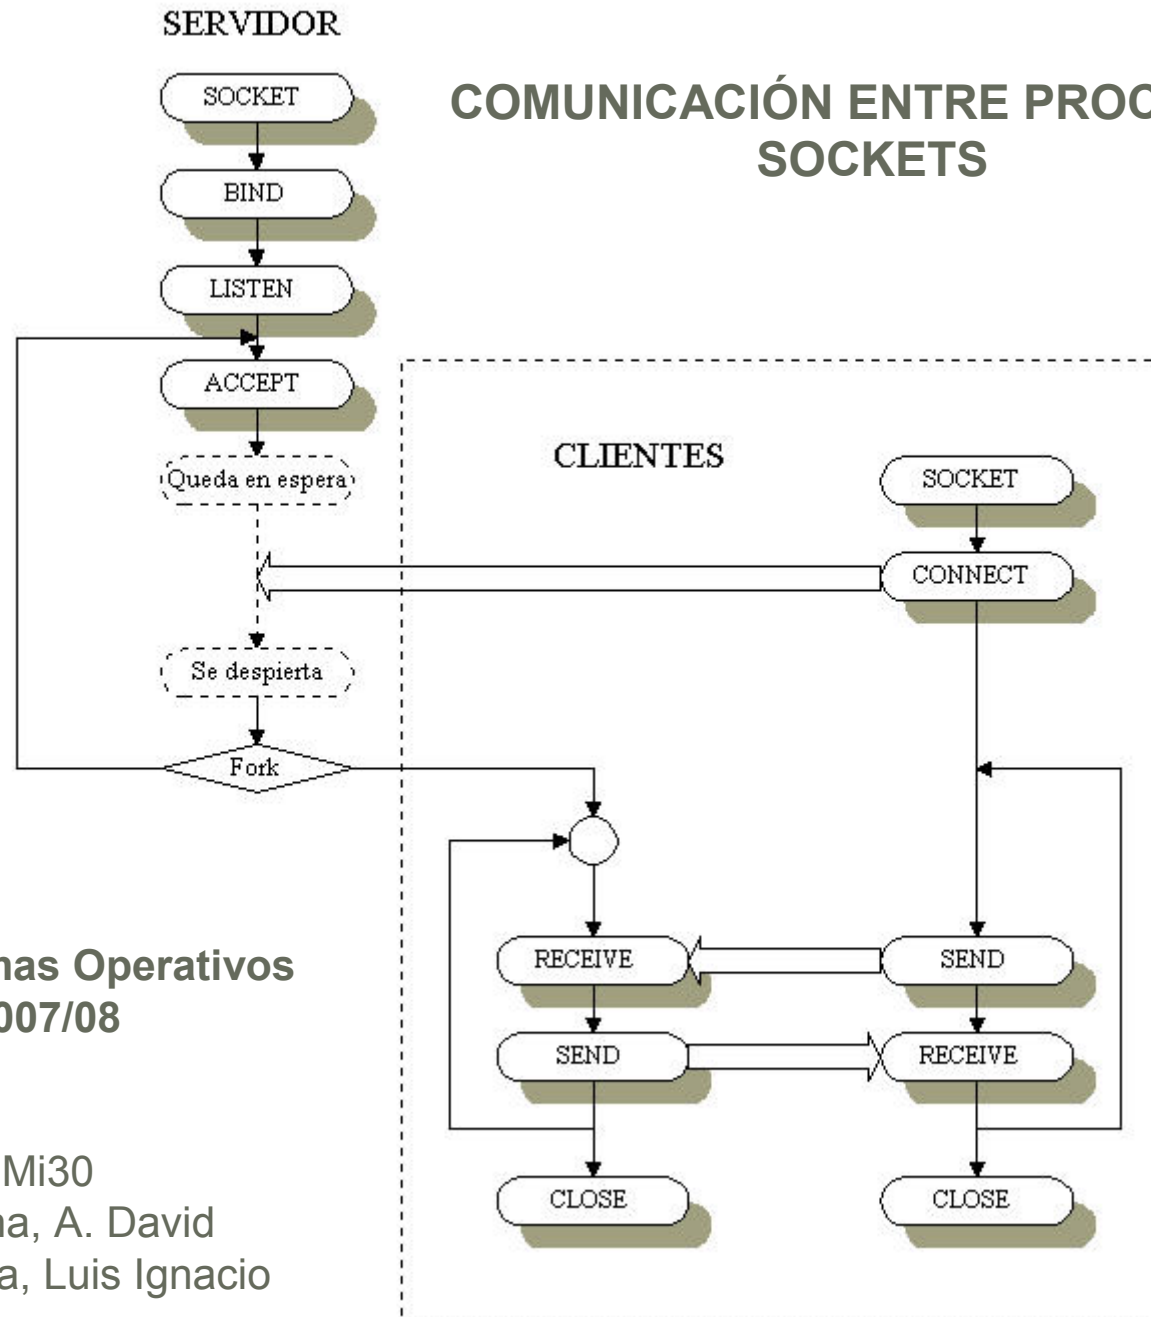 SERVIDOR
SOCKET
COMUNICACIÓN ENTRE PROC
SOCKETS
BIND
LISTEN
ACCEPT
Queda en espera
CLIENTES
SOCKET
CONNECT
Se despierta
Fork
RECEIVE
SEND
SEND
RECEIVE
CLOSE
CLOSE
mas Operativos
007/08
Mi30
na, A. David
a, Luis Ignacio